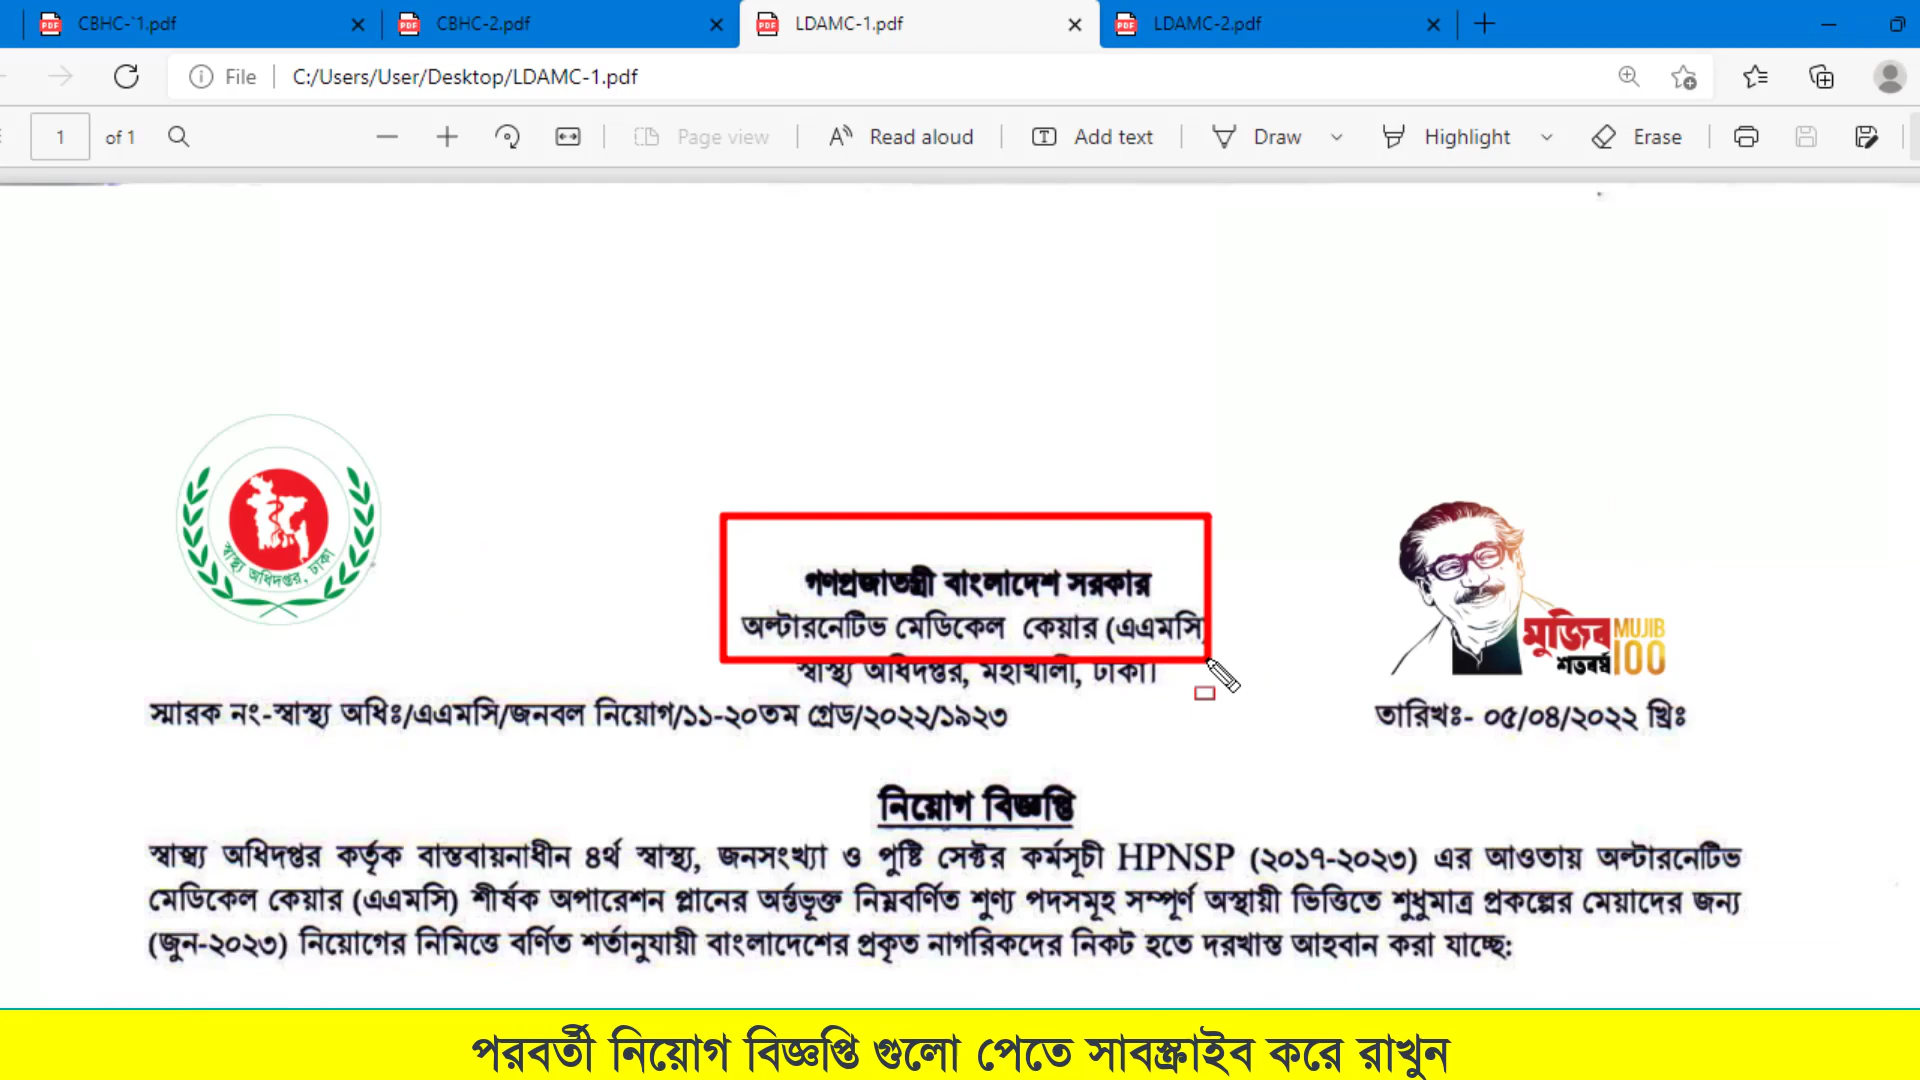 CBHC-1.pdf
CBHC-2.pdf
LDAMC-1.pdf
LDAMC-2.pdf
File
C:/Users/User/Desktop/LDAMC-1.pdf
1 of 1
Page view
Read aloud
Add text
Draw
Highlight
Erase
স্বাস্থ্য অধিদপ্তর, ঢাকা
গণপ্রজাতন্ত্রী বাংলাদেশ সরকার
অল্টারনেটিভ মেডিকেল কেয়ার (এএমসি)
স্বাস্থ্য অধিদপ্তর, মহাখালী, ঢাকা।
মুজিব MUJIB
শতবর্ষ 100
স্মারক নং-স্বাস্থ্য অধিঃ/এএমসি/জনবল নিয়োগ/১১-২০তম গ্রেড/২০২২/১৯২৩
তারিখঃ- ০৫/০৪/২০২২ খ্রিঃ
নিয়োগ বিজ্ঞপ্তি
স্বাস্থ্য অধিদপ্তর কর্তৃক বাস্তবায়নাধীন ৪র্থ স্বাস্থ্য, জনসংখ্যা ও পুষ্টি সেক্টর কর্মসূচী HPNSP (২০১৭-২০২৩) এর আওতায় অল্টারনেটিভ
মেডিকেল কেয়ার (এএমসি) শীর্ষক অপারেশন প্লানের অর্ন্তভূক্ত নিম্নবর্ণিত শুণ্য পদসমূহ সম্পূর্ণ অস্থায়ী ভিত্তিতে শুধুমাত্র প্রকল্পের মেয়াদের জন্য
(জুন-২০২৩) নিয়োগের নিমিত্তে বর্ণিত শর্তানুযায়ী বাংলাদেশের প্রকৃত নাগরিকদের নিকট হতে দরখাস্ত আহবান করা যাচ্ছে:
পরবর্তী নিয়োগ বিজ্ঞপ্তি গুলো পেতে সাবস্ক্রাইব করে রাখুন